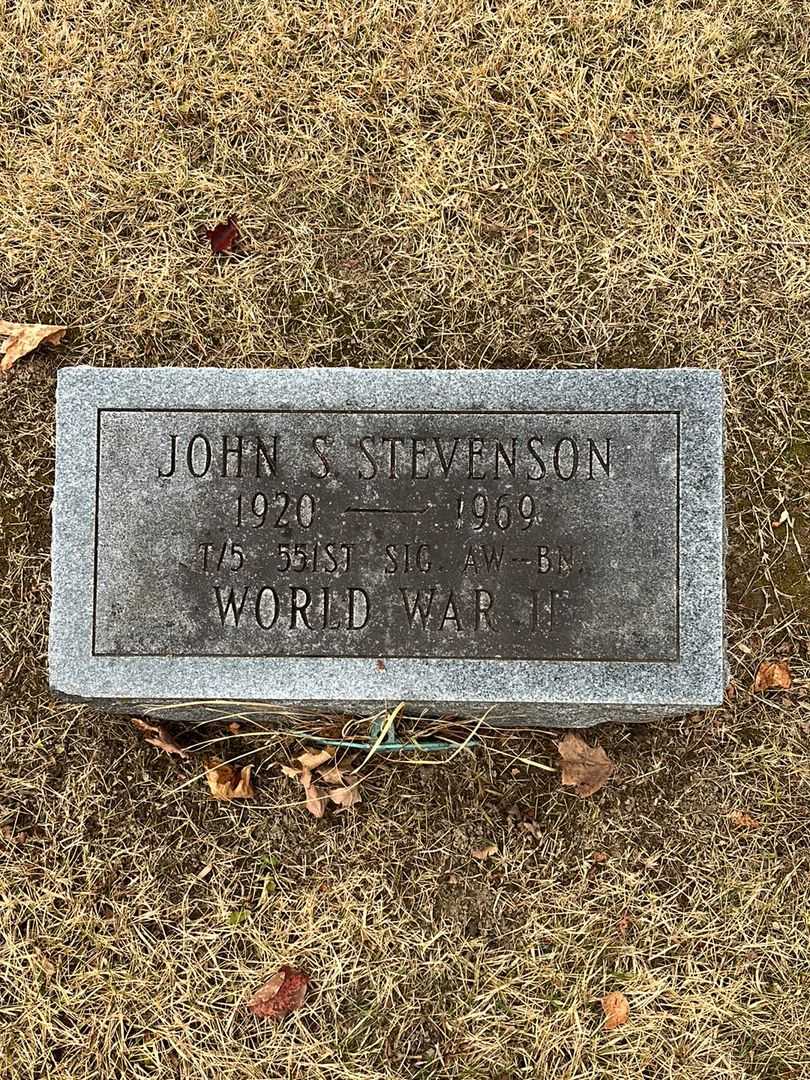 JOHN S. STEVENSON
1920 — 1969
T/5 551ST SIG. AW--BN.
WORLD WAR II